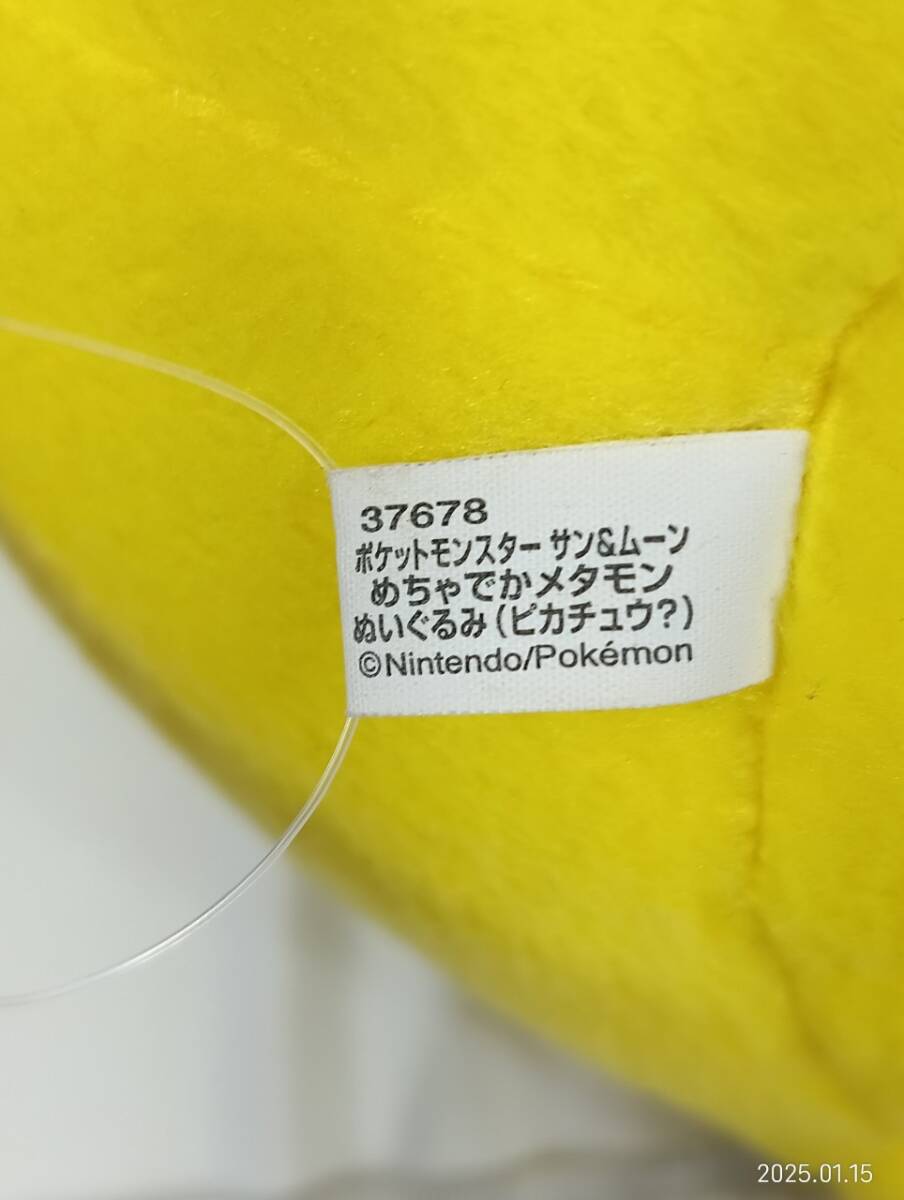 37678
ポケットモンスター サン&ムーン
めちゃでかメタモン
ぬいぐるみ(ピカチュウ?)
©Nintendo/Pokémon
2025.01.15